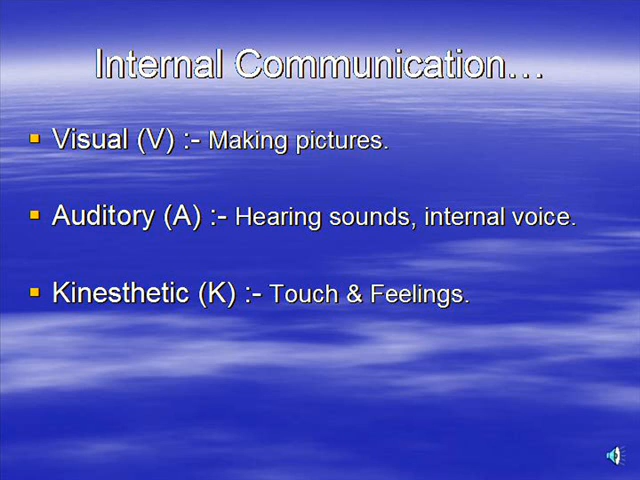 Internal Communication…
Visual (V) :- Making pictures.
Auditory (A) :- Hearing sounds, internal voice.
Kinesthetic (K) :- Touch & Feelings.